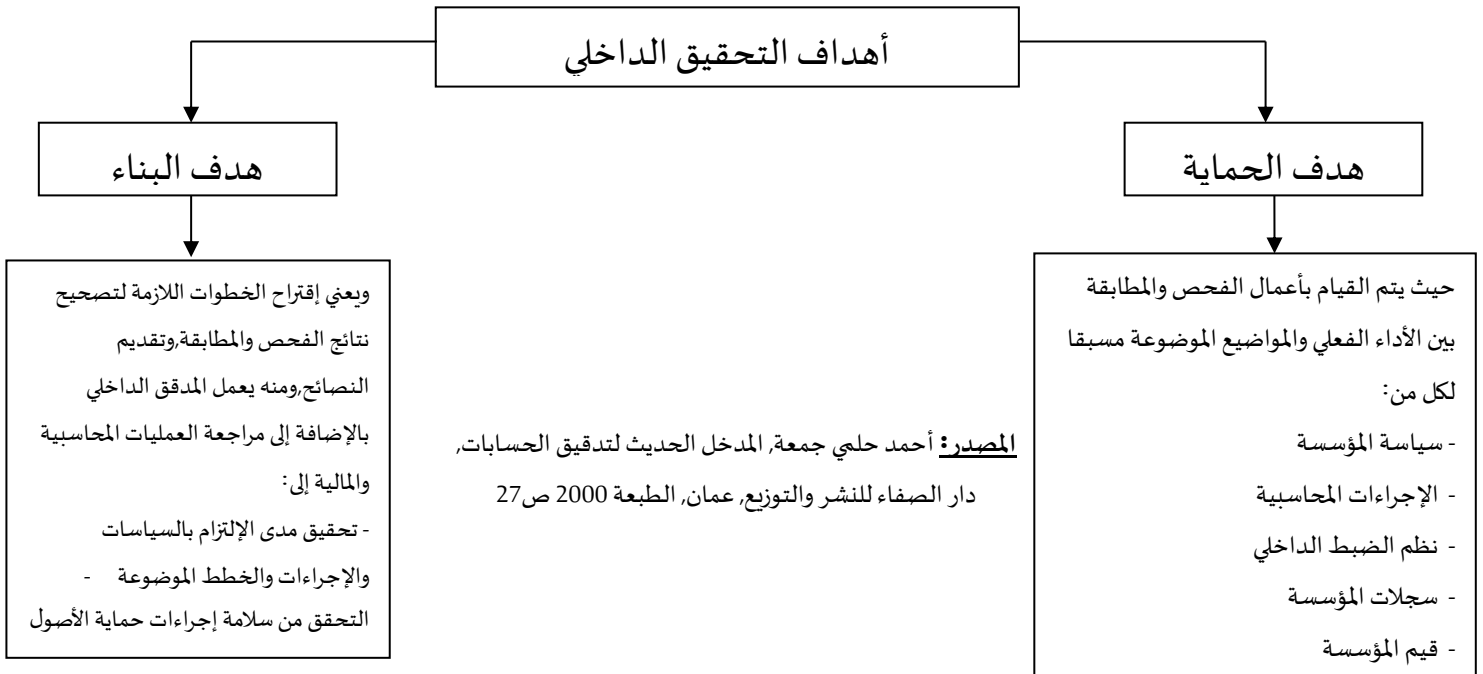 أهداف التحقيق الداخلي
هدف الحماية
هدف البناء
حيث يتم القيام بأعمال الفحص والمطابقة
بين الأداء الفعلي والمواضيع الموضوعة مسبقا
لكل من:
- سياسة المؤسسة
- الإجراءات المحاسبية
- نظم الضبط الداخلي
- سجلات المؤسسة
- قيم المؤسسة
المصدر: أحمد حلمي جمعة, المدخل الحديث لتدقيق الحسابات,
دار الصفاء للنشر والتوزيع, عمان, الطبعة 2000 ص27
ويعني إقتراح الخطوات اللازمة لتصحيح
نتائج الفحص والمطابقة,وتقديم
النصائح,ومنه يعمل المدقق الداخلي
بالإضافة إلى مراجعة العمليات المحاسبية
والمالية إلى:
- تحقيق مدى الإلتزام بالسياسات
والإجراءات والخطط الموضوعة -
التحقق من سلامة إجراءات حماية الأصول